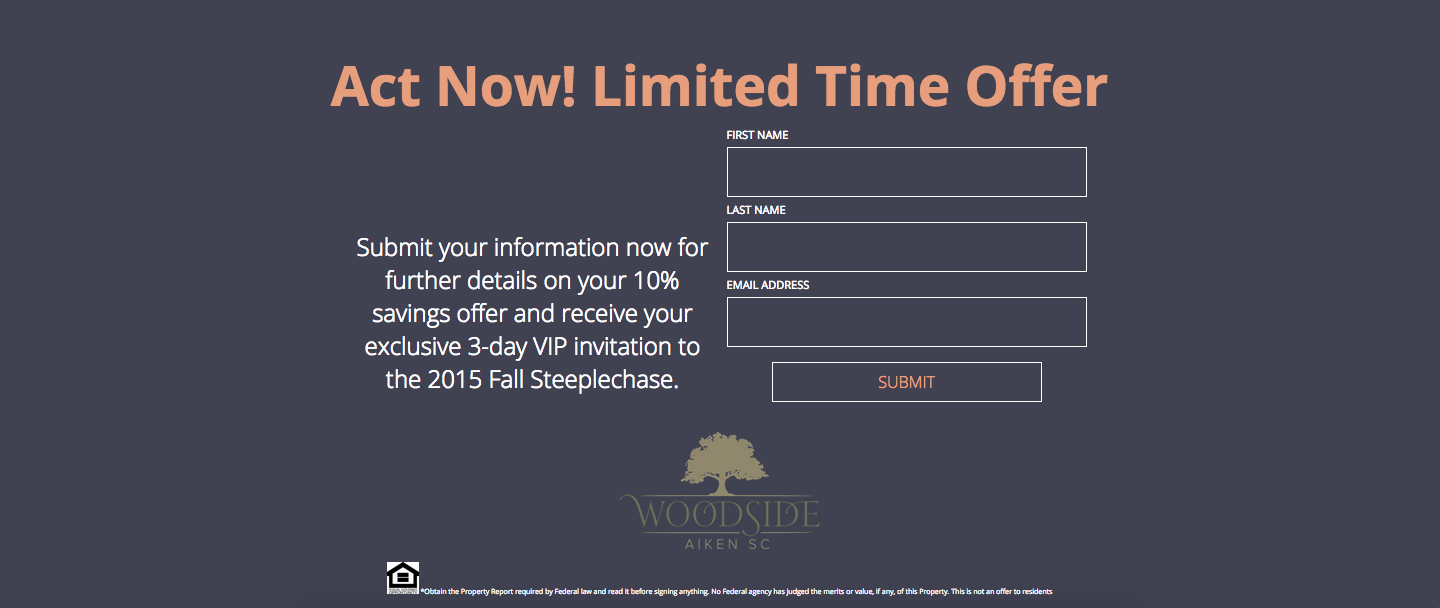 Act Now! Limited Time Offer
FIRST NAME
LAST NAME
Submit your information now for
further details on your 10%
savings offer and receive your
exclusive 3-day VIP invitation to
the 2015 Fall Steeplechase.
EMAIL ADDRESS
SUBMIT
WOODSIDE
AIKEN SC
*Obtain the Property Report required by Federal law and read it before signing anything. No Federal agency has judged the merits or value, if any, of this Property. This is not an offer to residents